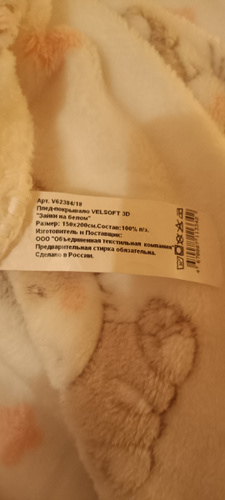 Арт. V62384/18
Плед-покрывало VELSOFT 3D
"Зайки на белом"
Размер: 150х200см.Состав:100% п/э.
Изготовитель и Поставщик:
ООО "Объединенная текстильная компания"
Предварительная стирка обязательна.
Сделано в России.